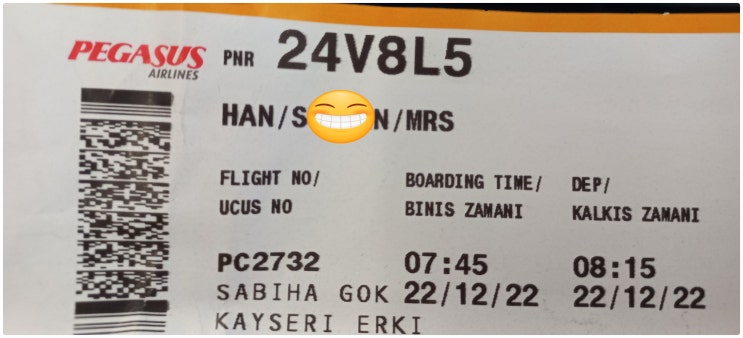 PEGASUS AIRLINES PNR 24V8L5
HAN/S N/MRS
FLIGHT NO/ BOARDING TIME/ DEP/
UCUS NO BINIS ZAMANI KALKIS ZAMANI
PC2732 07:45 08:15
SABIHA GOK 22/12/22 22/12/22
KAYSERI ERKI